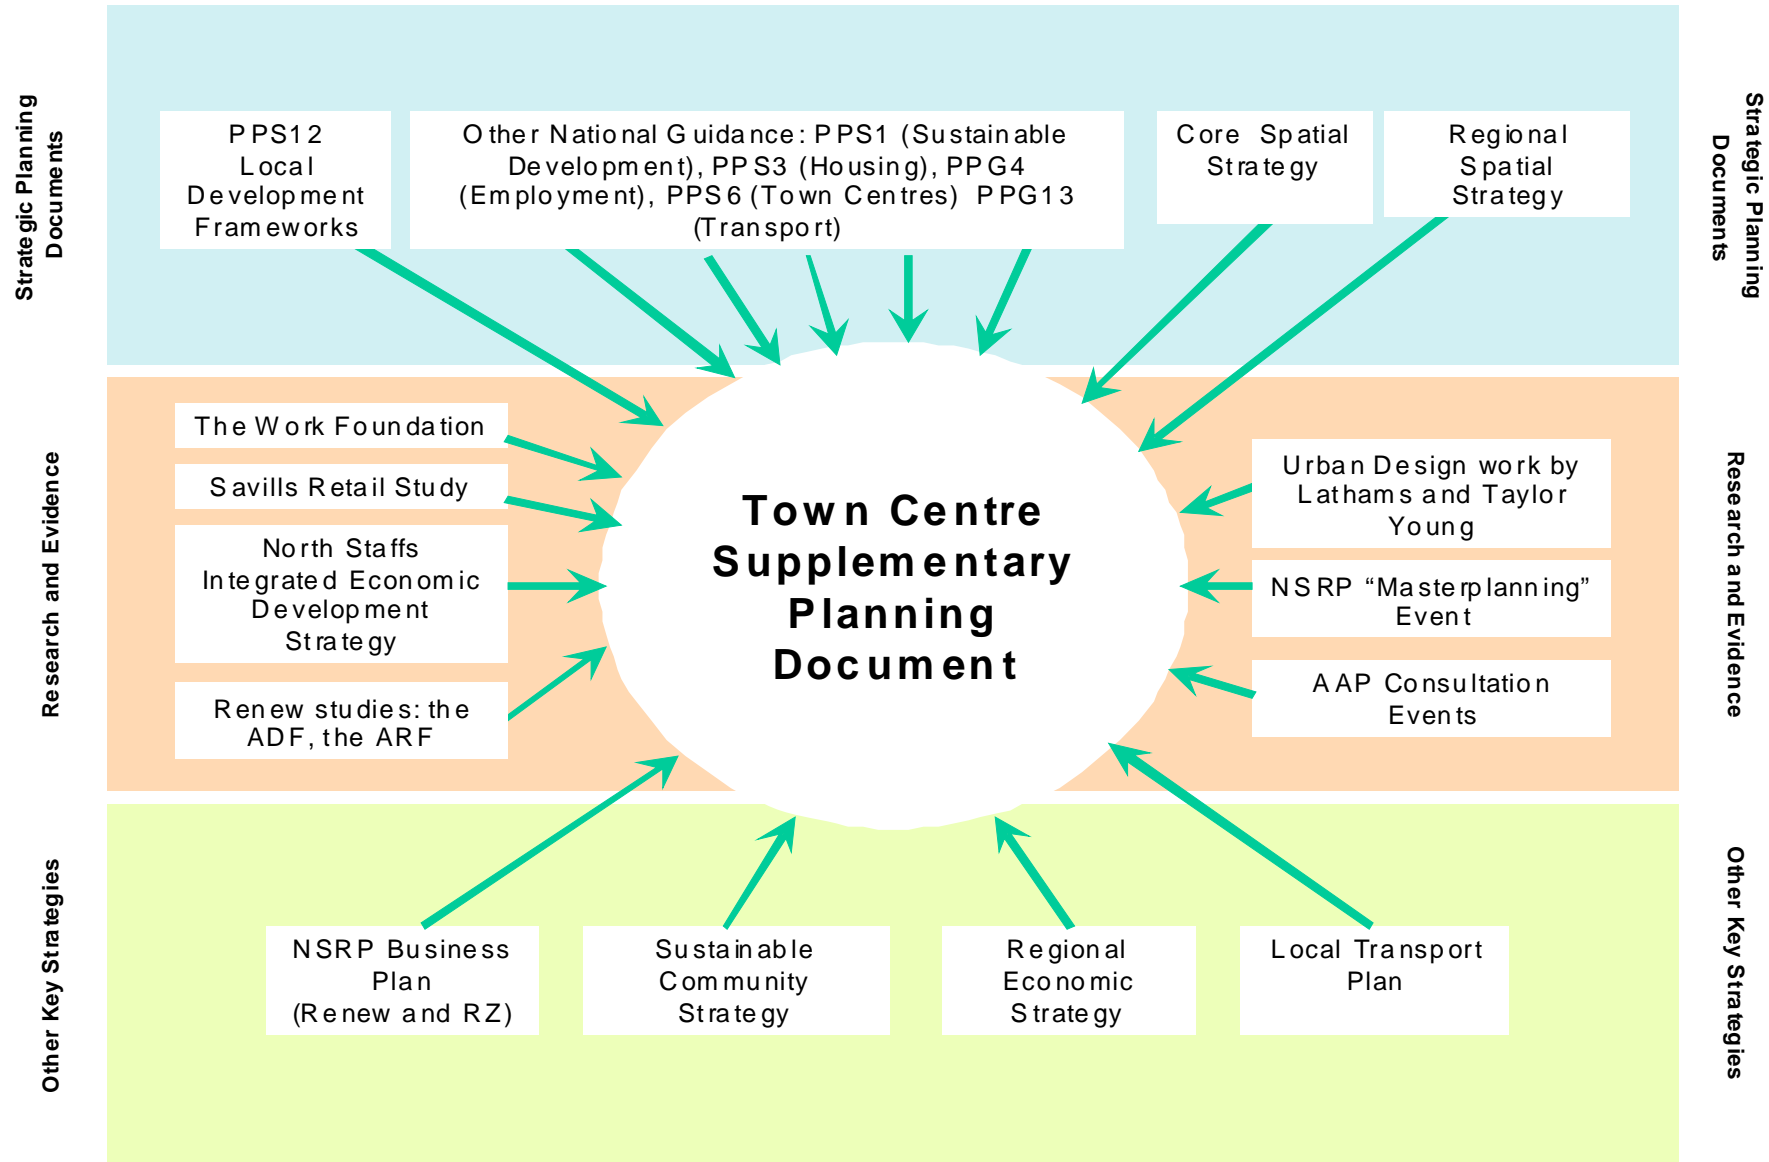 Strategic Planning
Documents
PPS12
Local
Development
Frameworks
Other National Guidance: PPS1 (Sustainable
Development), PPS3 (Housing), PPG4
(Employment), PPS6 (Town Centres) PPG13
(Transport)
Core Spatial
Strategy
Regional
Spatial
Strategy
Strategic Planning
Documents
Research and Evidence
The Work Foundation
Savills Retail Study
North Staffs
Integrated Economic
Development
Strategy
Renew studies: the
ADF, the ARF
Town Centre
Supplementary
Planning
Document
Urban Design work by
Lathams and Taylor
Young
NSRP “Masterplanning”
Event
AAP Consultation
Events
Research and Evidence
Other Key Strategies
NSRP Business
Plan
(Renew and RZ)
Sustainable
Community
Strategy
Regional
Economic
Strategy
Local Transport
Plan
Other Key Strategies